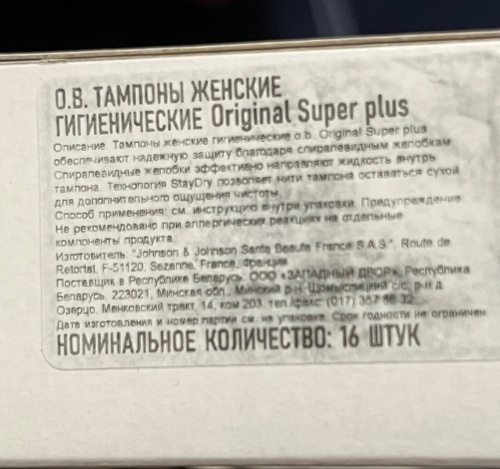 O.B. ТАМПОНЫ ЖЕНСКИЕ
ГИГИЕНИЧЕСКИЕ Original Super plus
Описание. Тампоны женские гигиенические o.b. Original Super plus
обеспечивают надежную защиту благодаря спиралевидным желобкам
Спиралевидные желобки эффективно направляют жидкость внутрь
тампона. Технология StayDry позволяет нити тампона оставаться сухой
для дополнительного ощущения чистоты.
Способ применения: см. инструкцию внутри упаковки. Предупреждение.
Не рекомендовано при аллергических реакциях на отдельные
компоненты продукта.
Изготовитель: "Johnson & Johnson Sante Beaute France S.A.S.", Route de
Retortat, F-51120, Sezanne, France, Франция
Поставщик в Республике Беларусь: ООО «ЗАПАДНЫЙ ДВОР», Республика
Беларусь, 223021, Минская обл., Минский р-н, Щомыслицкий с/с, р-н д.
Озерцо, Менковский тракт, 14, ком 203, тел./факс: (017) 357 86 32
Дата изготовления и номер партии см. на упаковке. Срок годности не ограничен.
НОМИНАЛЬНОЕ КОЛИЧЕСТВО: 16 ШТУК